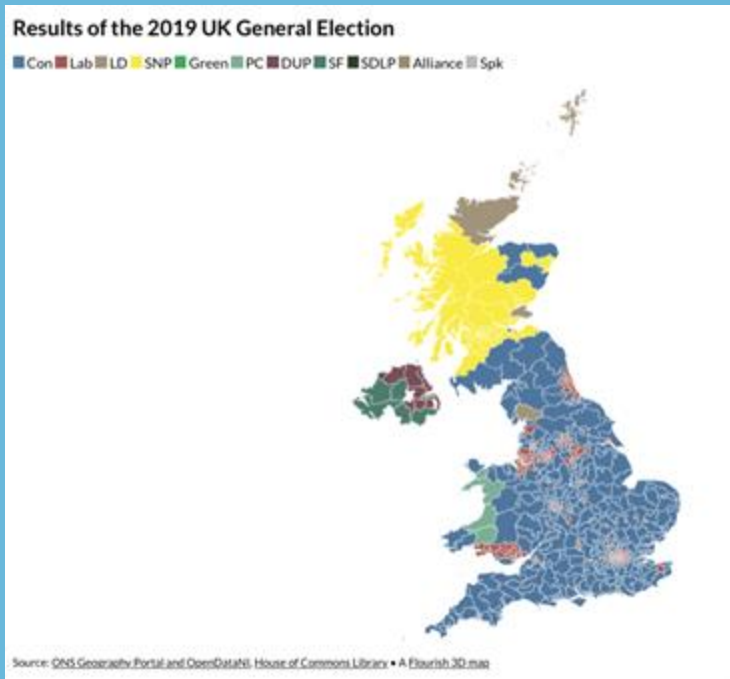 Results of the 2019 UK General Election
Con Lab LD SNP Green PC DUP SF SDLP Alliance Spk
Source: ONS Geography Portal and OpenDataNI, House of Commons Library • A Flourish 3D map